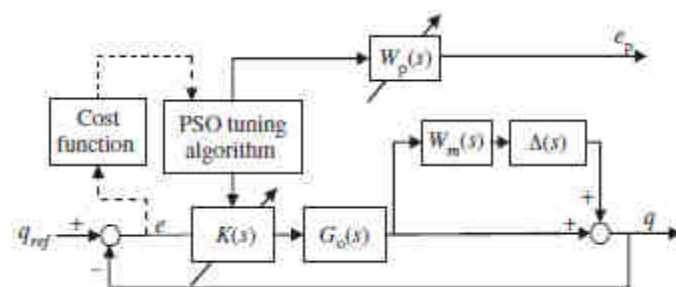 W_p(s)
e_p
Cost
function
PSO tuning
algorithm
W_m(s)
Δ(s)
+
q_ref
+
e
K(s)
G_o(s)
+
q
−